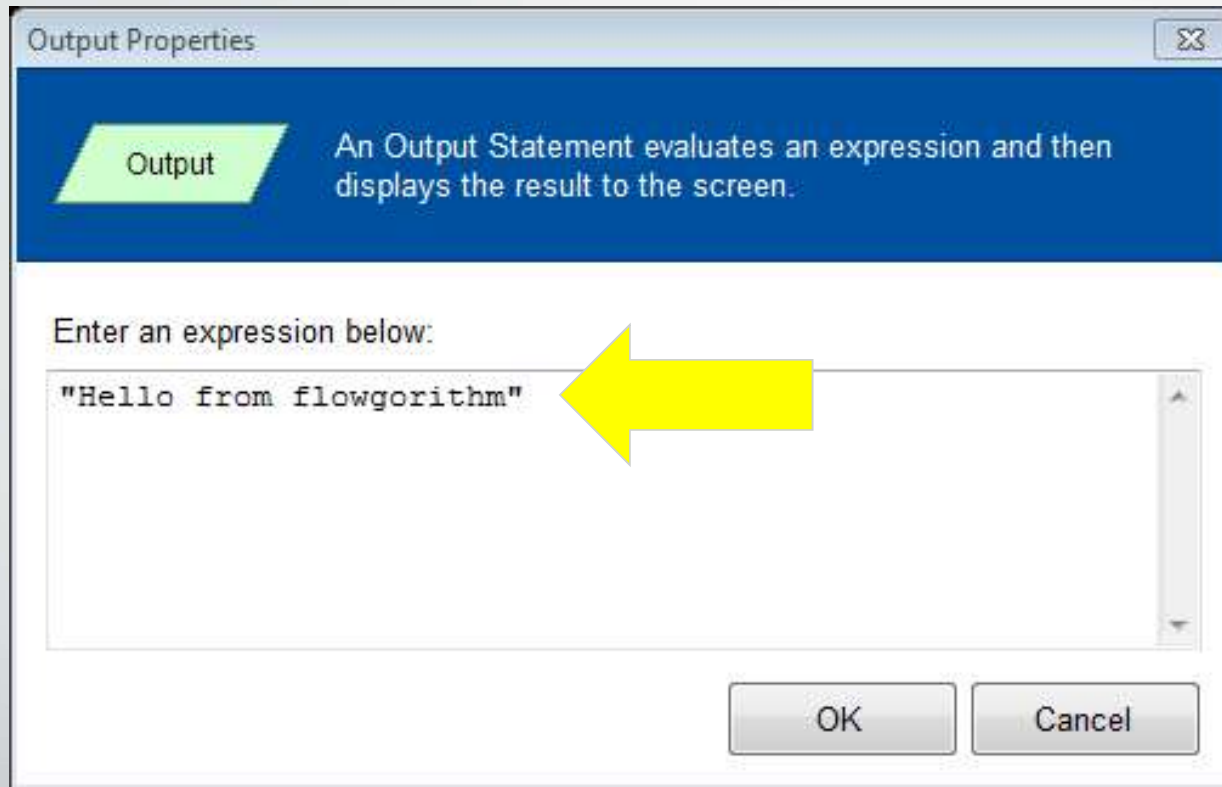 Output Properties
Output
An Output Statement evaluates an expression and then
displays the result to the screen.
Enter an expression below:
"Hello from flowgorithm"
OK
Cancel